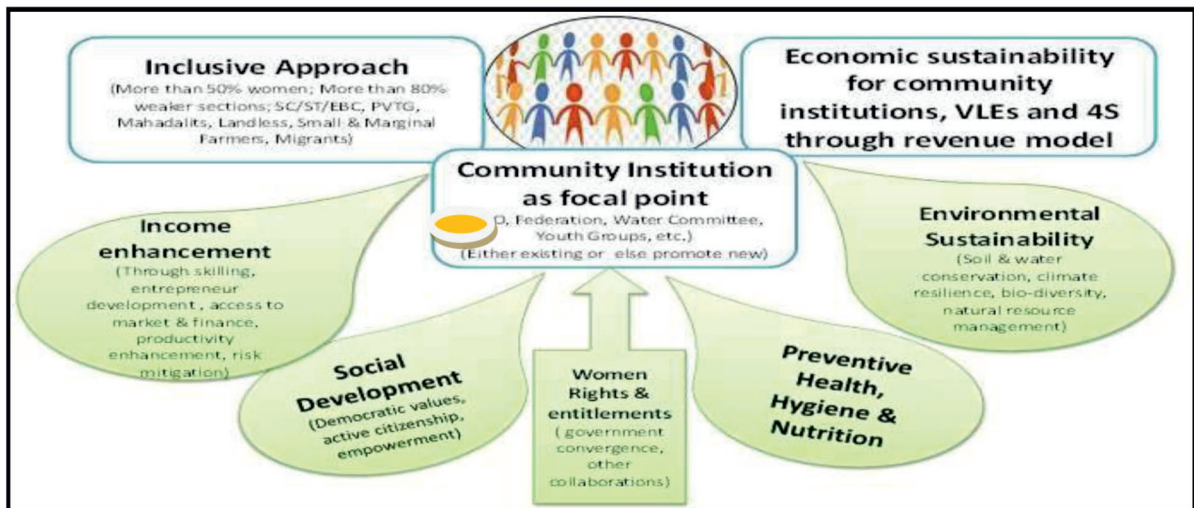 Inclusive Approach
(More than 50% women; More than 80%
weaker sections; SC/ST/EBC, PVTG,
Mahadalits, Landless, Small & Marginal
Farmers, Migrants)
Economic sustainability
for community
institutions, VLEs and 4S
through revenue model
Community Institution
as focal point
Federation, Water Committee,
Youth Groups, etc.)
(Either existing or else promote new)
Income
enhancement
(Through skilling,
entrepreneur
development , access to
market & finance,
productivity
enhancement, risk
mitigation)
Social
Development
(Democratic values,
active citizenship,
empowerment)
Women
Rights &
entitlements
( government
convergence,
other
collaborations)
Preventive
Health,
Hygiene &
Nutrition
Environmental
Sustainability
(Soil & water
conservation, climate
resilience, bio-diversity,
natural resource
management)